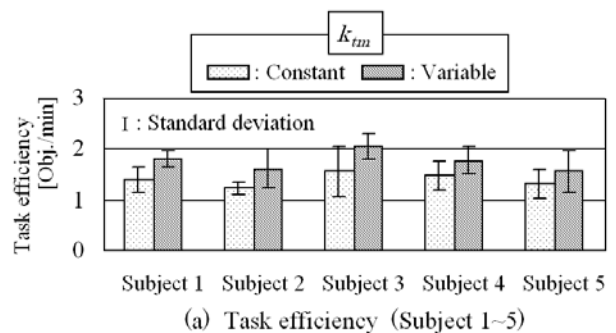 k_tm
: Constant : Variable
Task efficiency
[Obj./min]
3
2
1
0
I : Standard deviation
Subject 1 Subject 2 Subject 3 Subject 4 Subject 5
(a) Task efficiency (Subject 1~5)